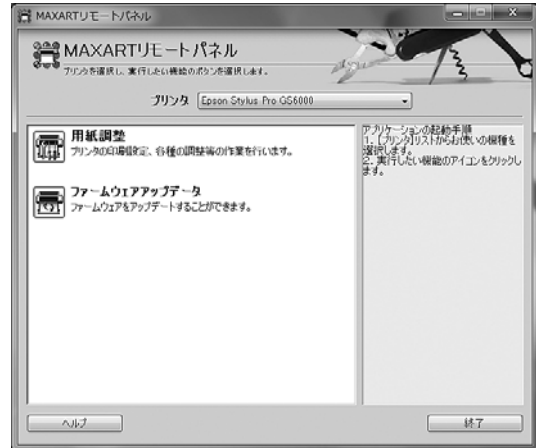 MAXARTリモートパネル
MAXARTリモートパネル
プリンタを選択し、実行したい機能のボタンを選択します。
プリンタ Epson Stylus Pro GS6000
用紙調整
プリンタの印刷設定、各種の調整等の作業を行います。
ファームウェアアップデータ
ファームウェアをアップデートすることができます。
アプリケーションの起動手順
1. [プリンタ]リストからお使いの機種を
選択します。
2. 実行したい機能のアイコンをクリックし
ます。
ヘルプ
終了